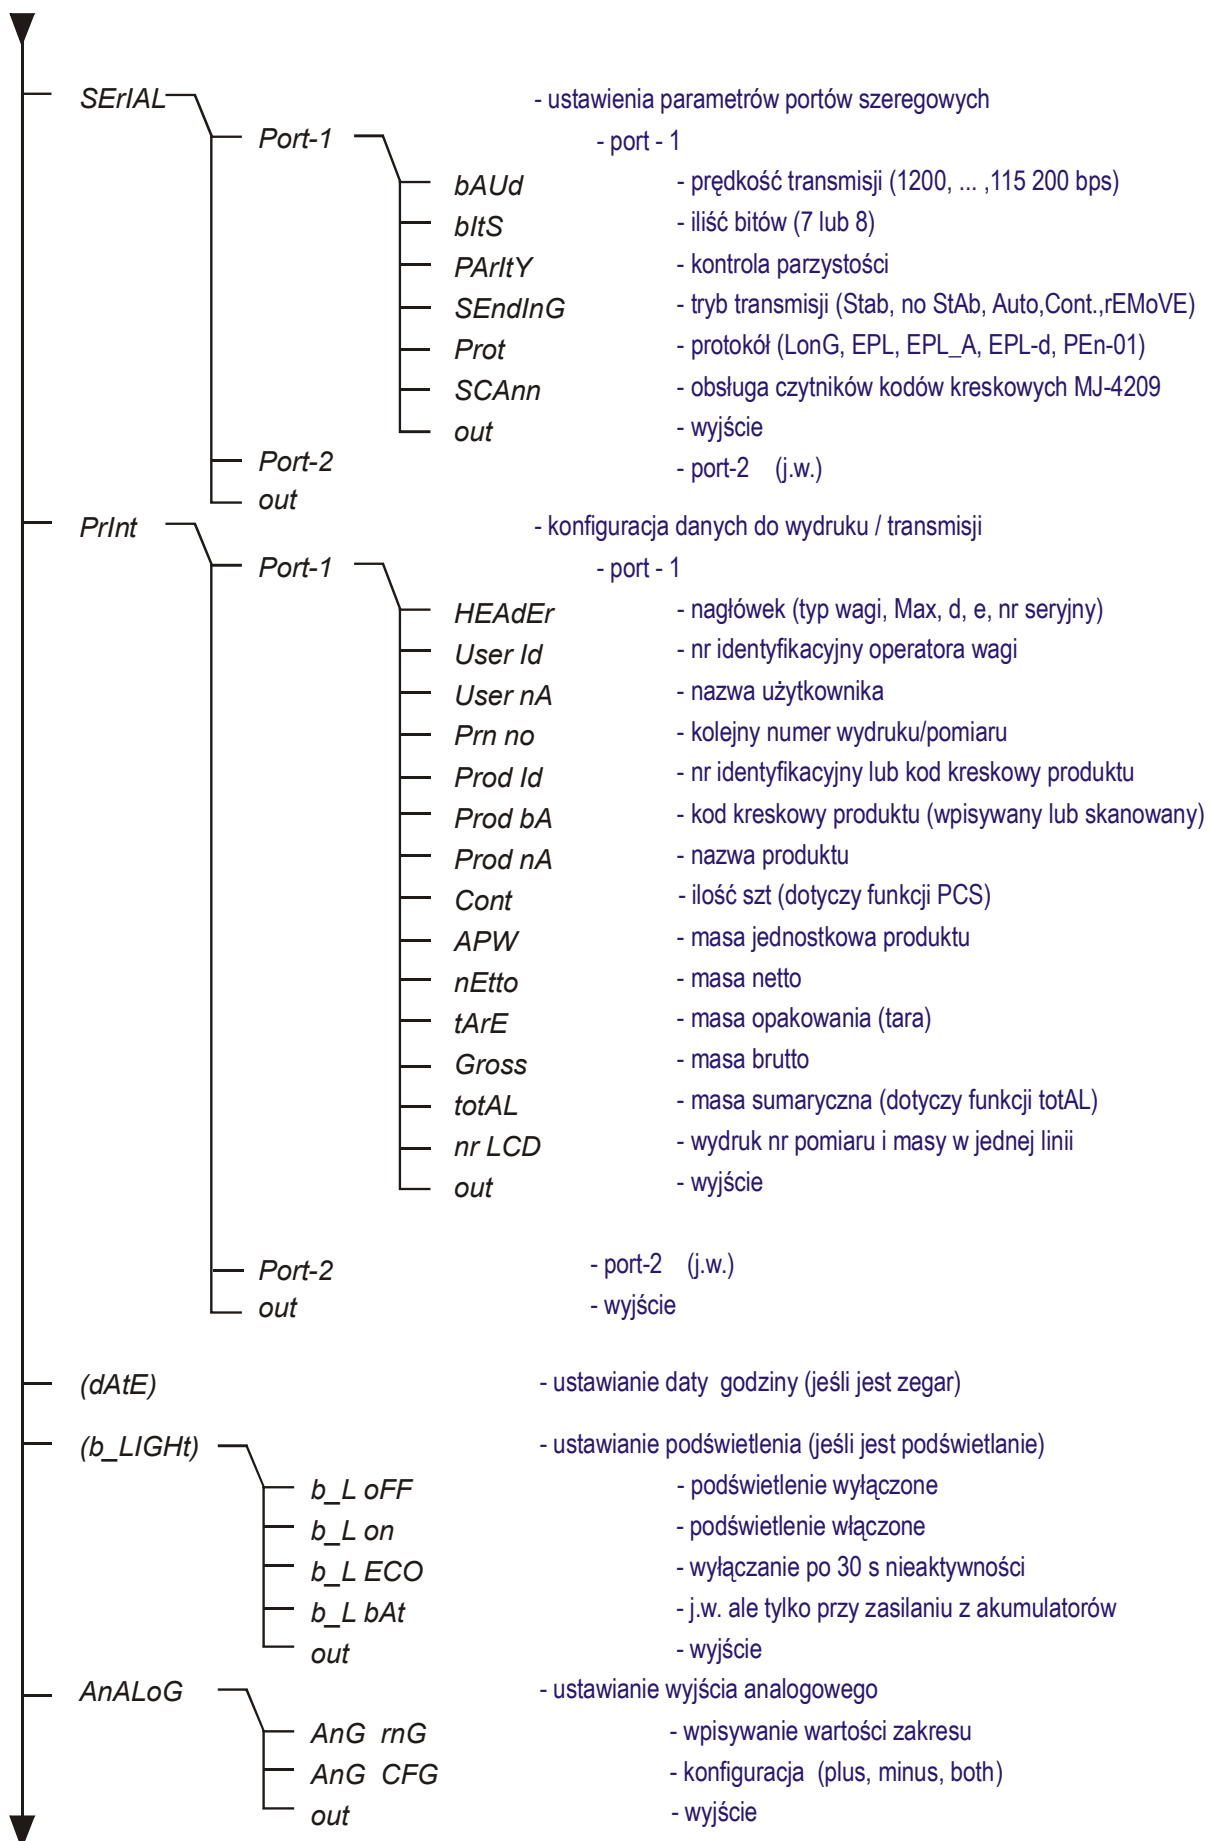 SErIAL - ustawienia parametrów portów szeregowych
Port-1 - port - 1
bAUd - prędkość transmisji (1200, ... ,115 200 bps)
bItS - iliść bitów (7 lub 8)
PArItY - kontrola parzystości
SEndInG - tryb transmisji (Stab, no StAb, Auto,Cont.,rEMoVE)
Prot - protokół (LonG, EPL, EPL_A, EPL-d, PEn-01)
SCAnn - obsługa czytników kodów kreskowych MJ-4209
out - wyjście
Port-2 - port-2 (j.w.)
out
PrInt - konfiguracja danych do wydruku / transmisji
Port-1 - port - 1
HEAdEr - nagłówek (typ wagi, Max, d, e, nr seryjny)
User Id - nr identyfikacyjny operatora wagi
User nA - nazwa użytkownika
Prn no - kolejny numer wydruku/pomiaru
Prod Id - nr identyfikacyjny lub kod kreskowy produktu
Prod bA - kod kreskowy produktu (wpisywany lub skanowany)
Prod nA - nazwa produktu
Cont - ilość szt (dotyczy funkcji PCS)
APW - masa jednostkowa produktu
nEtto - masa netto
tArE - masa opakowania (tara)
Gross - masa brutto
totAL - masa sumaryczna (dotyczy funkcji totAL)
nr LCD - wydruk nr pomiaru i masy w jednej linii
out - wyjście
Port-2 - port-2 (j.w.)
out - wyjście
(dAtE) - ustawianie daty godziny (jeśli jest zegar)
(b_LIGHt) - ustawianie podświetlenia (jeśli jest podświetlanie)
b_L oFF - podświetlenie wyłączone
b_L on - podświetlenie włączone
b_L ECO - wyłączanie po 30 s nieaktywności
b_L bAt - j.w. ale tylko przy zasilaniu z akumulatorów
out - wyjście
AnALoG - ustawianie wyjścia analogowego
AnG rnG - wpisywanie wartości zakresu
AnG CFG - konfiguracja (plus, minus, both)
out - wyjście